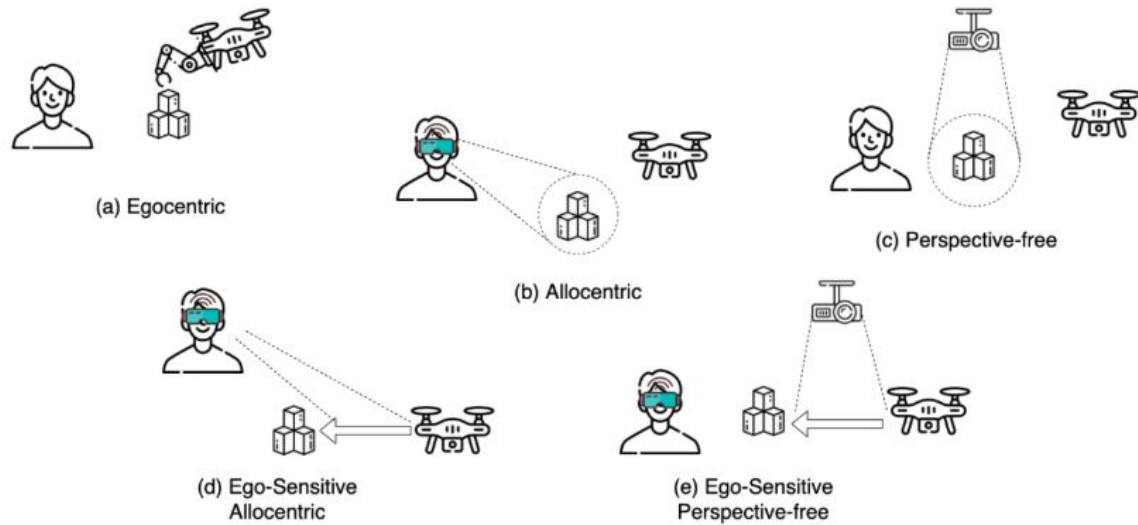 (a) Egocentric
(b) Allocentric
(c) Perspective-free
(d) Ego-Sensitive
Allocentric
(e) Ego-Sensitive
Perspective-free